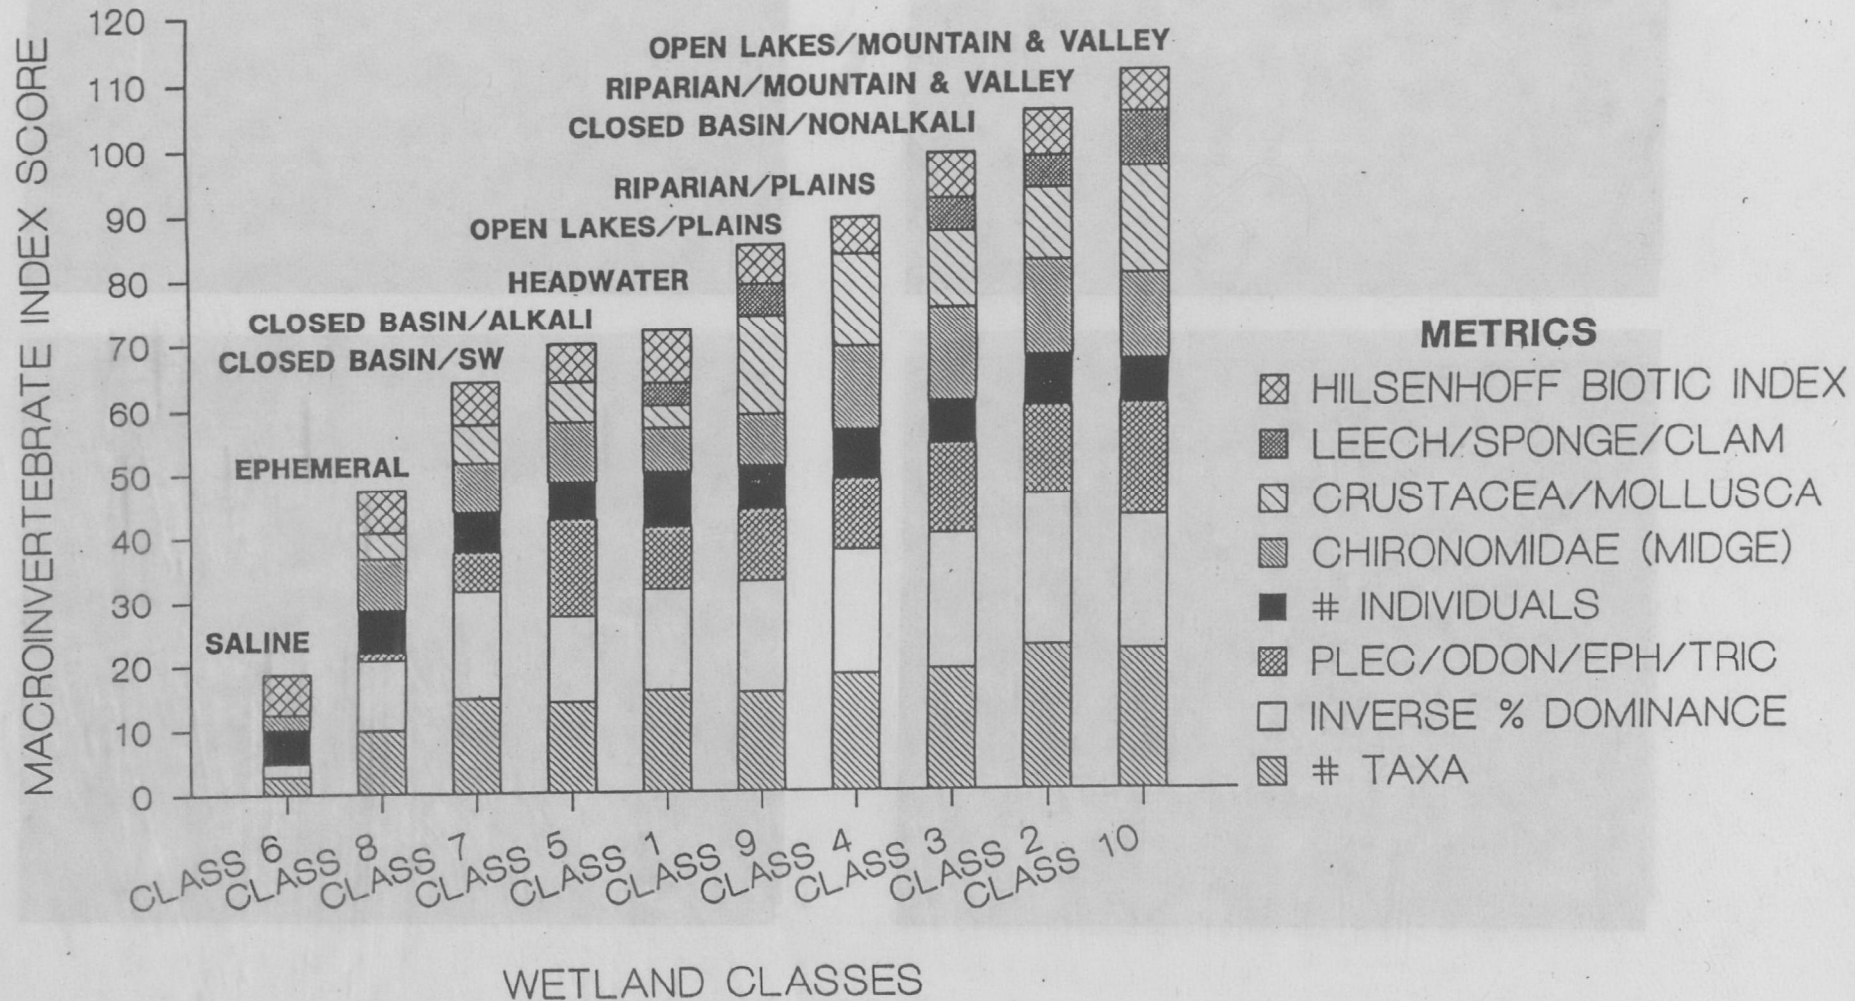 MACROINVERTEBRATE INDEX SCORE
120
110
100
90
80
70
60
50
40
30
20
10
0
OPEN LAKES/MOUNTAIN & VALLEY
RIPARIAN/MOUNTAIN & VALLEY
CLOSED BASIN/NONALKALI
RIPARIAN/PLAINS
OPEN LAKES/PLAINS
HEADWATER
CLOSED BASIN/ALKALI
CLOSED BASIN/SW
EPHEMERAL
SALINE
METRICS
HILSENHOFF BIOTIC INDEX
LEECH/SPONGE/CLAM
CRUSTACEA/MOLLUSCA
CHIRONOMIDAE (MIDGE)
# INDIVIDUALS
PLEC/ODON/EPH/TRIC
INVERSE % DOMINANCE
# TAXA
CLASS 6
CLASS 8
CLASS 7
CLASS 5
CLASS 1
CLASS 9
CLASS 4
CLASS 3
CLASS 2
CLASS 10
WETLAND CLASSES